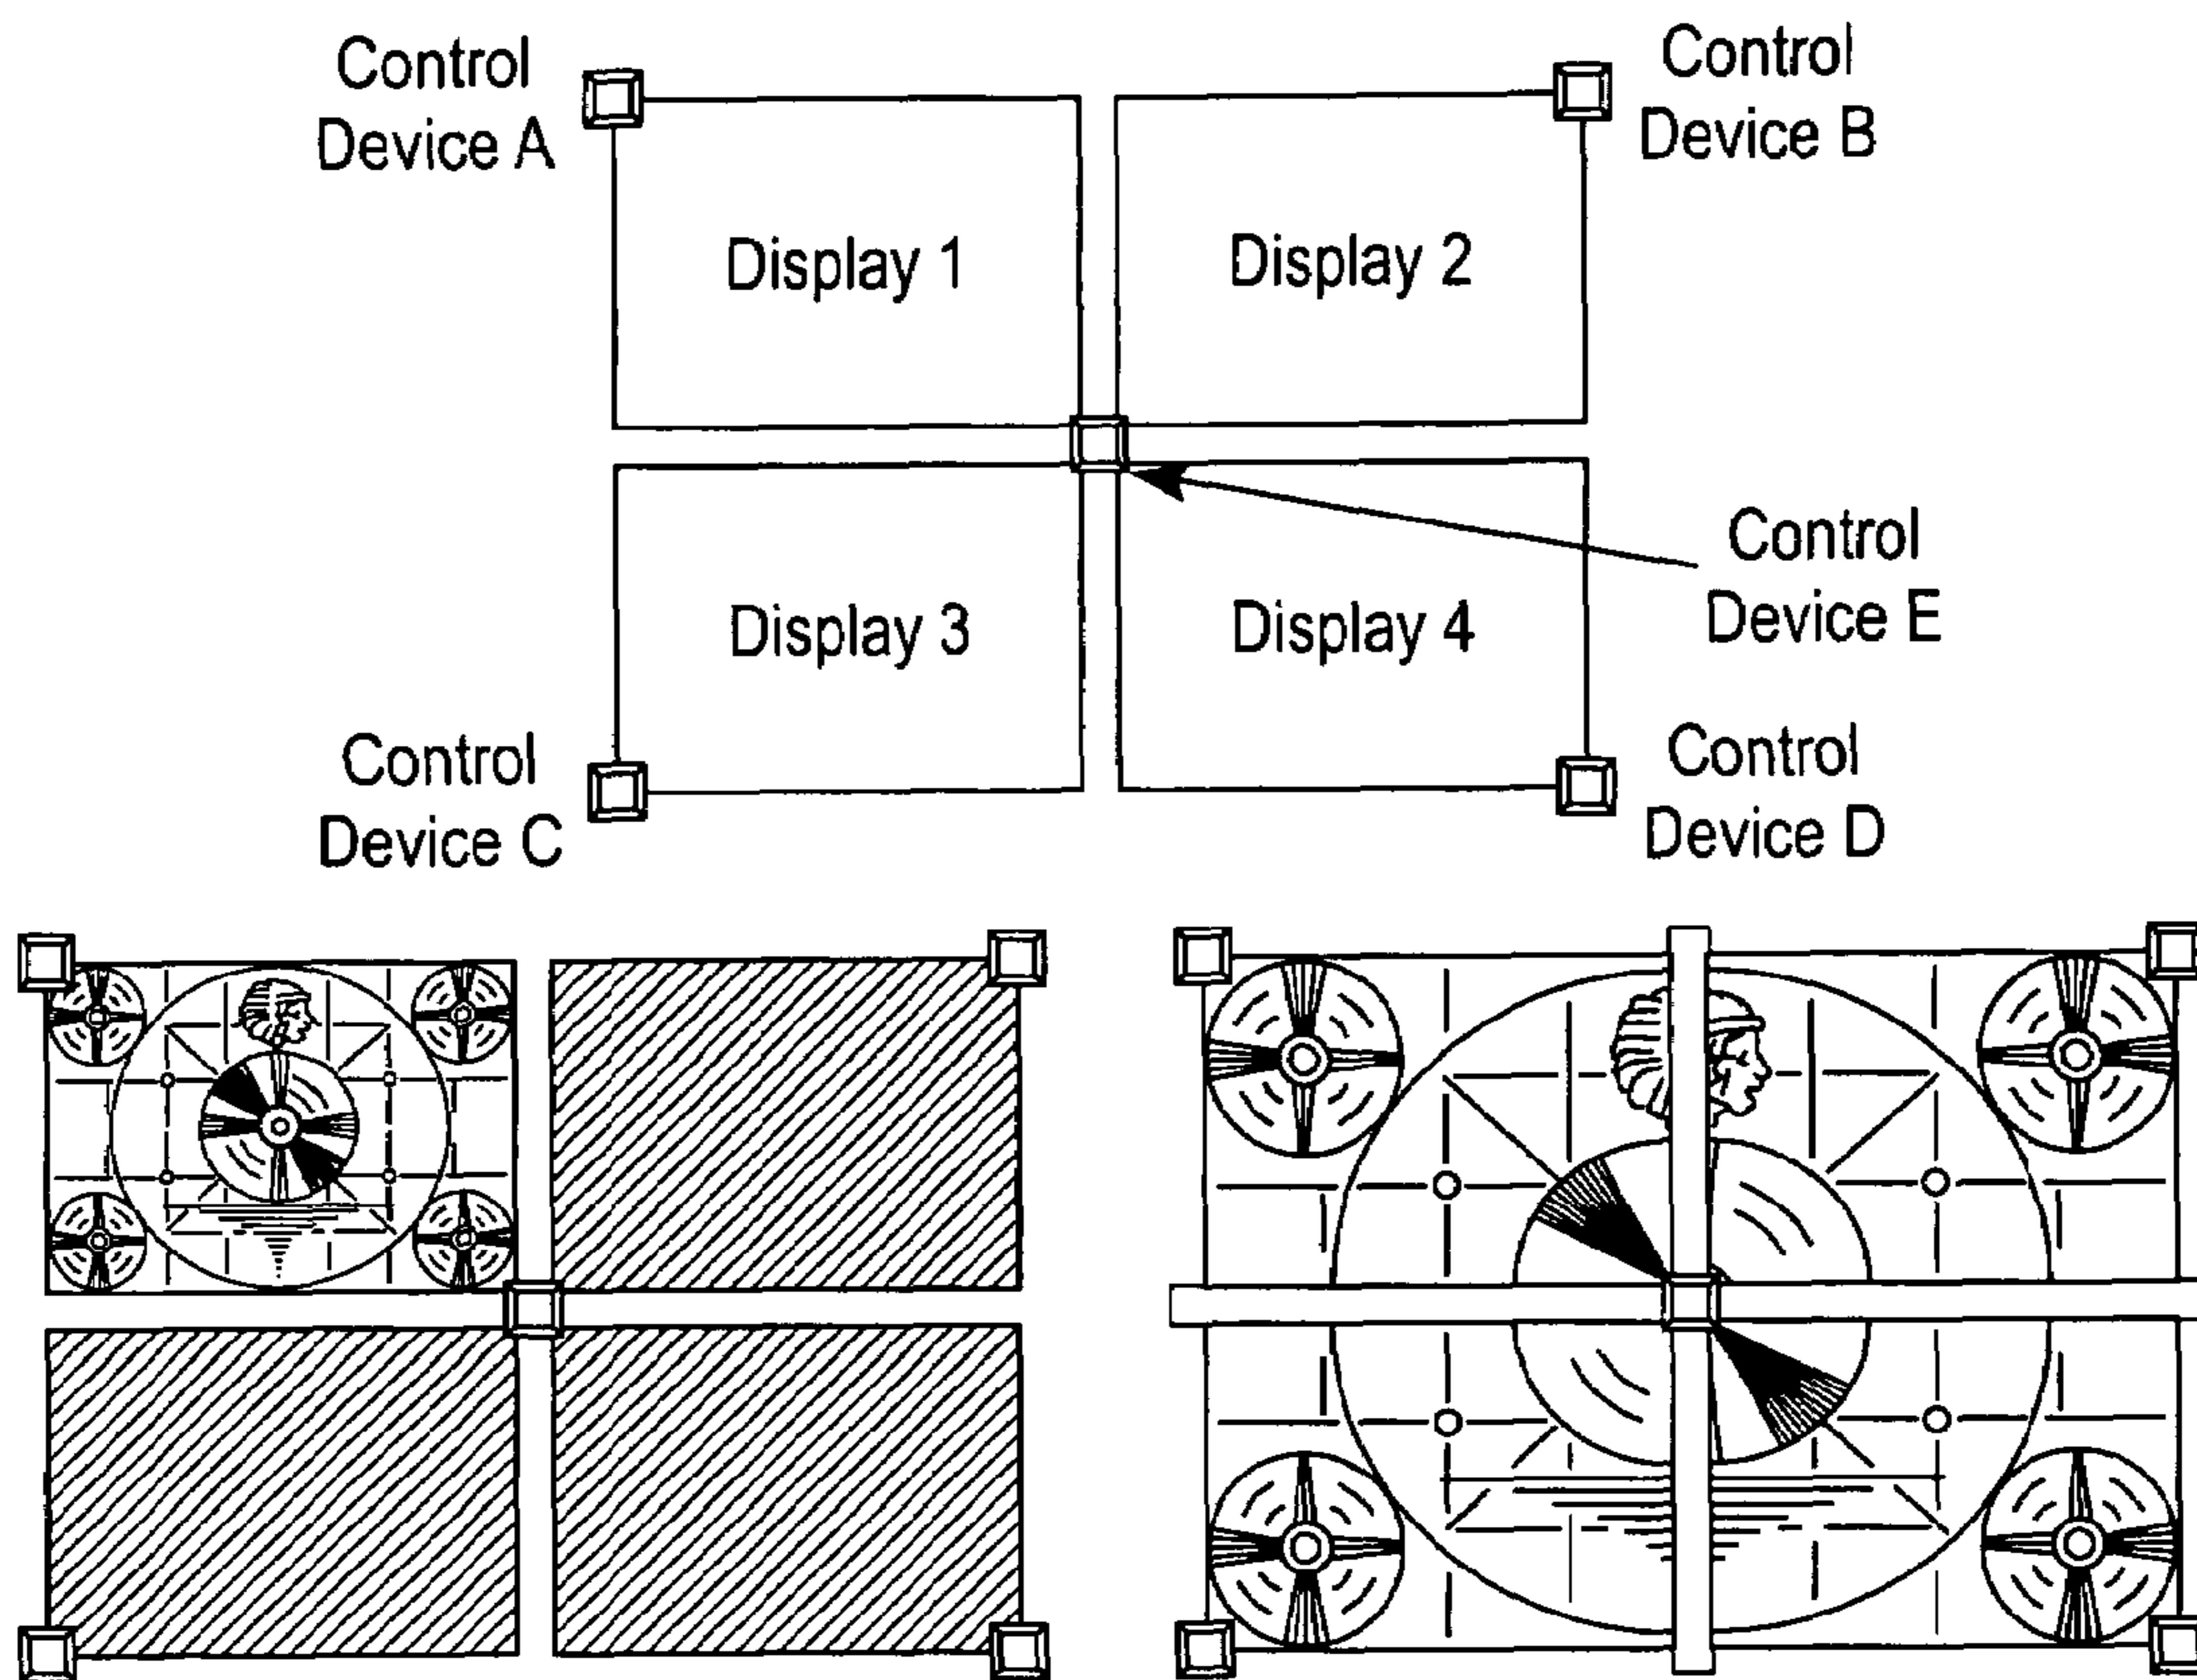 Control
Device A
Control
Device B
Display 1
Display 2
Control
Device E
Display 3
Display 4
Control
Device C
Control
Device D